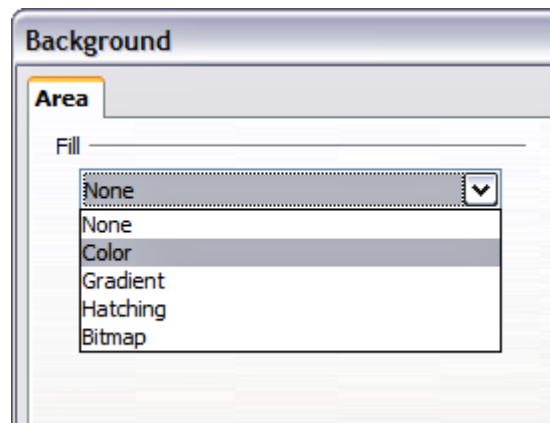 Background
Area
Fill
None
None
Color
Gradient
Hatching
Bitmap